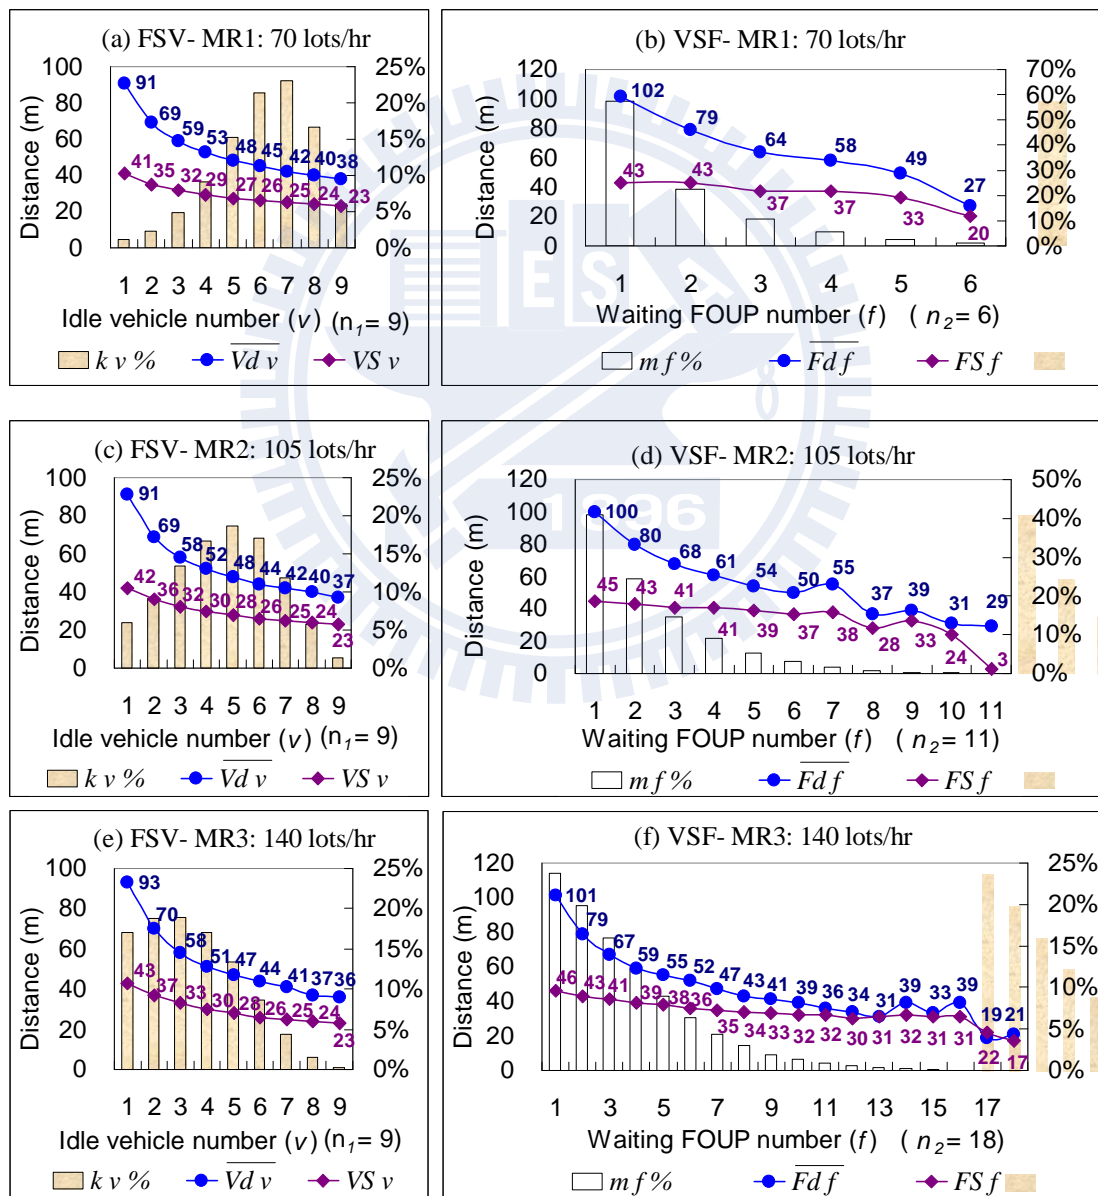 (a) FSV- MR1: 70 lots/hr
Distance (m)
100
80
60
40
20
0
25%
20%
15%
10%
5%
0%
91 69 59 53 48 45 42 40 38
41 35 32 29 27 26 25 24 23
1 2 3 4 5 6 7 8 9
Idle vehicle number (v) (n1= 9)
k v % Vd v VS v
(b) VSF- MR1: 70 lots/hr
Distance (m)
120
100
80
60
40
20
0
70%
60%
50%
40%
30%
20%
10%
0%
102 79 64 58 49 27
43 43 37 37 33 20
1 2 3 4 5 6
Waiting FOUP number (f) ( n2= 6)
m f % Fd f FS f
(c) FSV- MR2: 105 lots/hr
Distance (m)
100
80
60
40
20
0
25%
20%
15%
10%
5%
0%
91 69 58 52 48 44 42 40 37
42 36 32 30 28 26 25 24 23
1 2 3 4 5 6 7 8 9
Idle vehicle number (v) (n1= 9)
k v % Vd v VS v
(d) VSF- MR2: 105 lots/hr
Distance (m)
120
100
80
60
40
20
0
50%
40%
30%
20%
10%
0%
100 80 68 61 54 50 55 37 39 31 29
45 43 41 41 39 37 38 28 33 24 3
1 2 3 4 5 6 7 8 9 10 11
Waiting FOUP number (f) ( n2= 11)
m f % Fd f FS f
(e) FSV- MR3: 140 lots/hr
Distance (m)
100
80
60
40
20
0
25%
20%
15%
10%
5%
0%
93 70 58 51 47 44 41 37 36
43 37 33 30 28 26 25 24 23
1 2 3 4 5 6 7 8 9
Idle vehicle number (v) (n1= 9)
k v % Vd v VS v
(f) VSF- MR3: 140 lots/hr
Distance (m)
120
100
80
60
40
20
0
25%
20%
15%
10%
5%
0%
101 79 67 59 55 52 47 43 41 39 36 34 31 39 33 39 19 21
46 43 41 39 38 36 35 34 33 32 32 30 31 32 31 31 22 17
1 3 5 7 9 11 13 15 17
Waiting FOUP number (f) ( n2= 18)
m f % Fd f FS f
E S A
1896